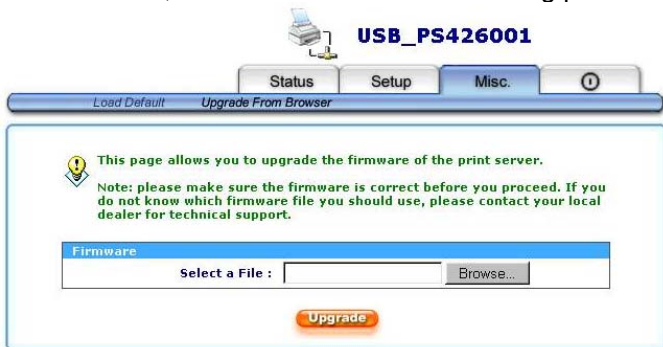 USB_PS426001
Status Setup Misc.
Load Default Upgrade From Browser
This page allows you to upgrade the firmware of the print server.
Note: please make sure the firmware is correct before you proceed. If you
do not know which firmware file you should use, please contact your local
dealer for technical support.
Firmware
Select a File :
Browse...
Upgrade